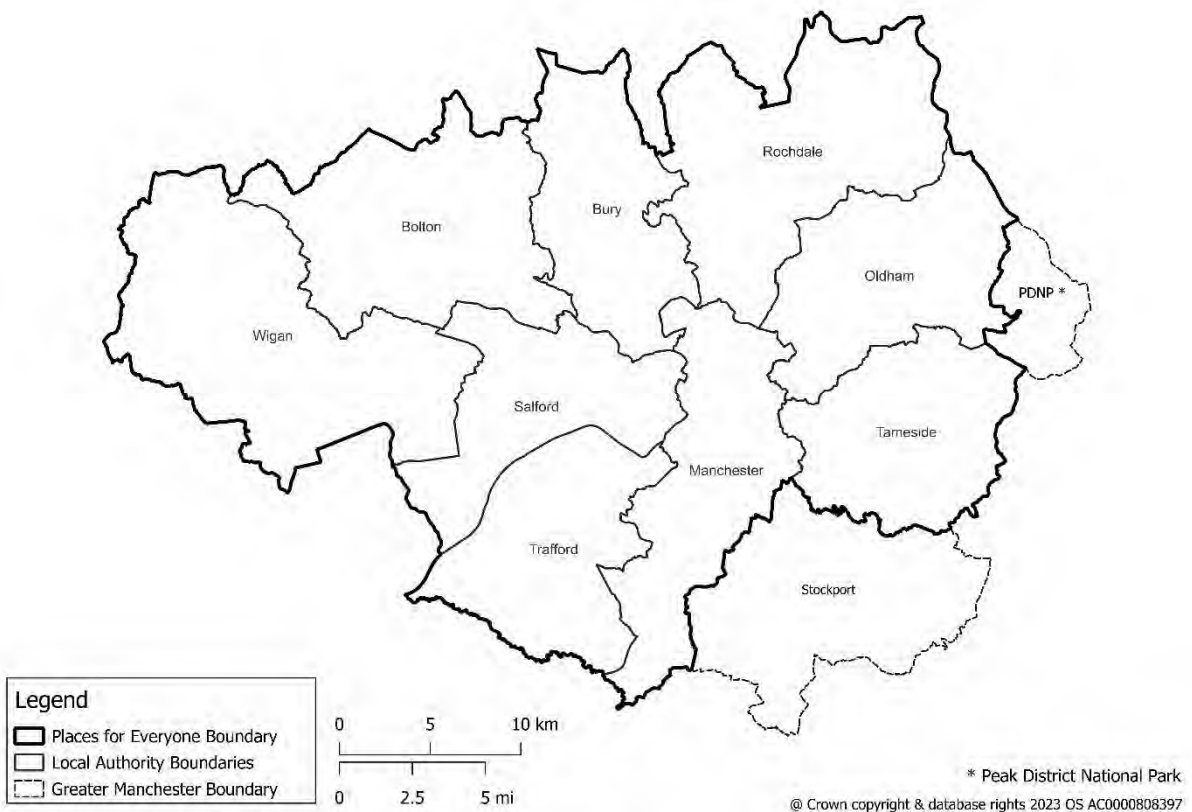 Rochdale
Bury
Bolton
Oldham
PDNP *
Wigan
Salford
Tameside
Manchester
Trafford
Stockport
Legend
Places for Everyone Boundary
Local Authority Boundaries
Greater Manchester Boundary
0 5 10 km
0 2.5 5 mi
* Peak District National Park
@ Crown copyright & database rights 2023 OS AC0000808397